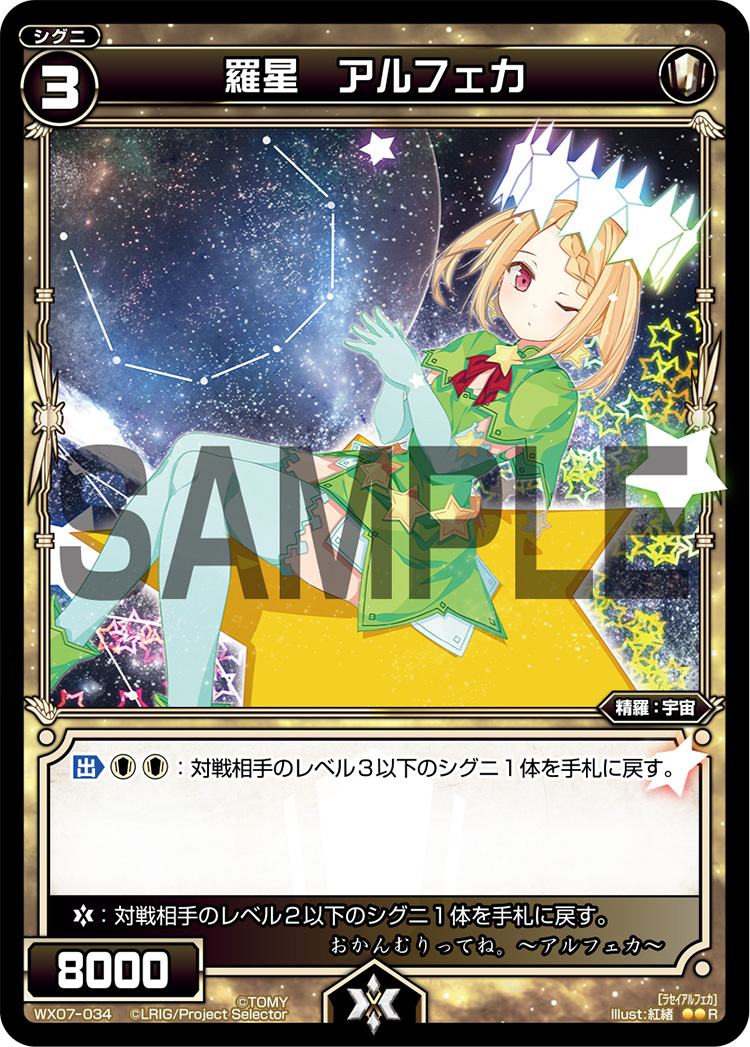 シグニ
3
羅星　アルフェカ
SAMPLE
精羅：宇宙
出：対戦相手のレベル３以下のシグニ１体を手札に戻す。
：対戦相手のレベル２以下のシグニ１体を手札に戻す。
おかんむりってね。～アルフェカ～
8000
©TOMY
[ラセイアルフェカ]
WX07-034 ©LRIG/Project Selector
Illust:紅緒 R